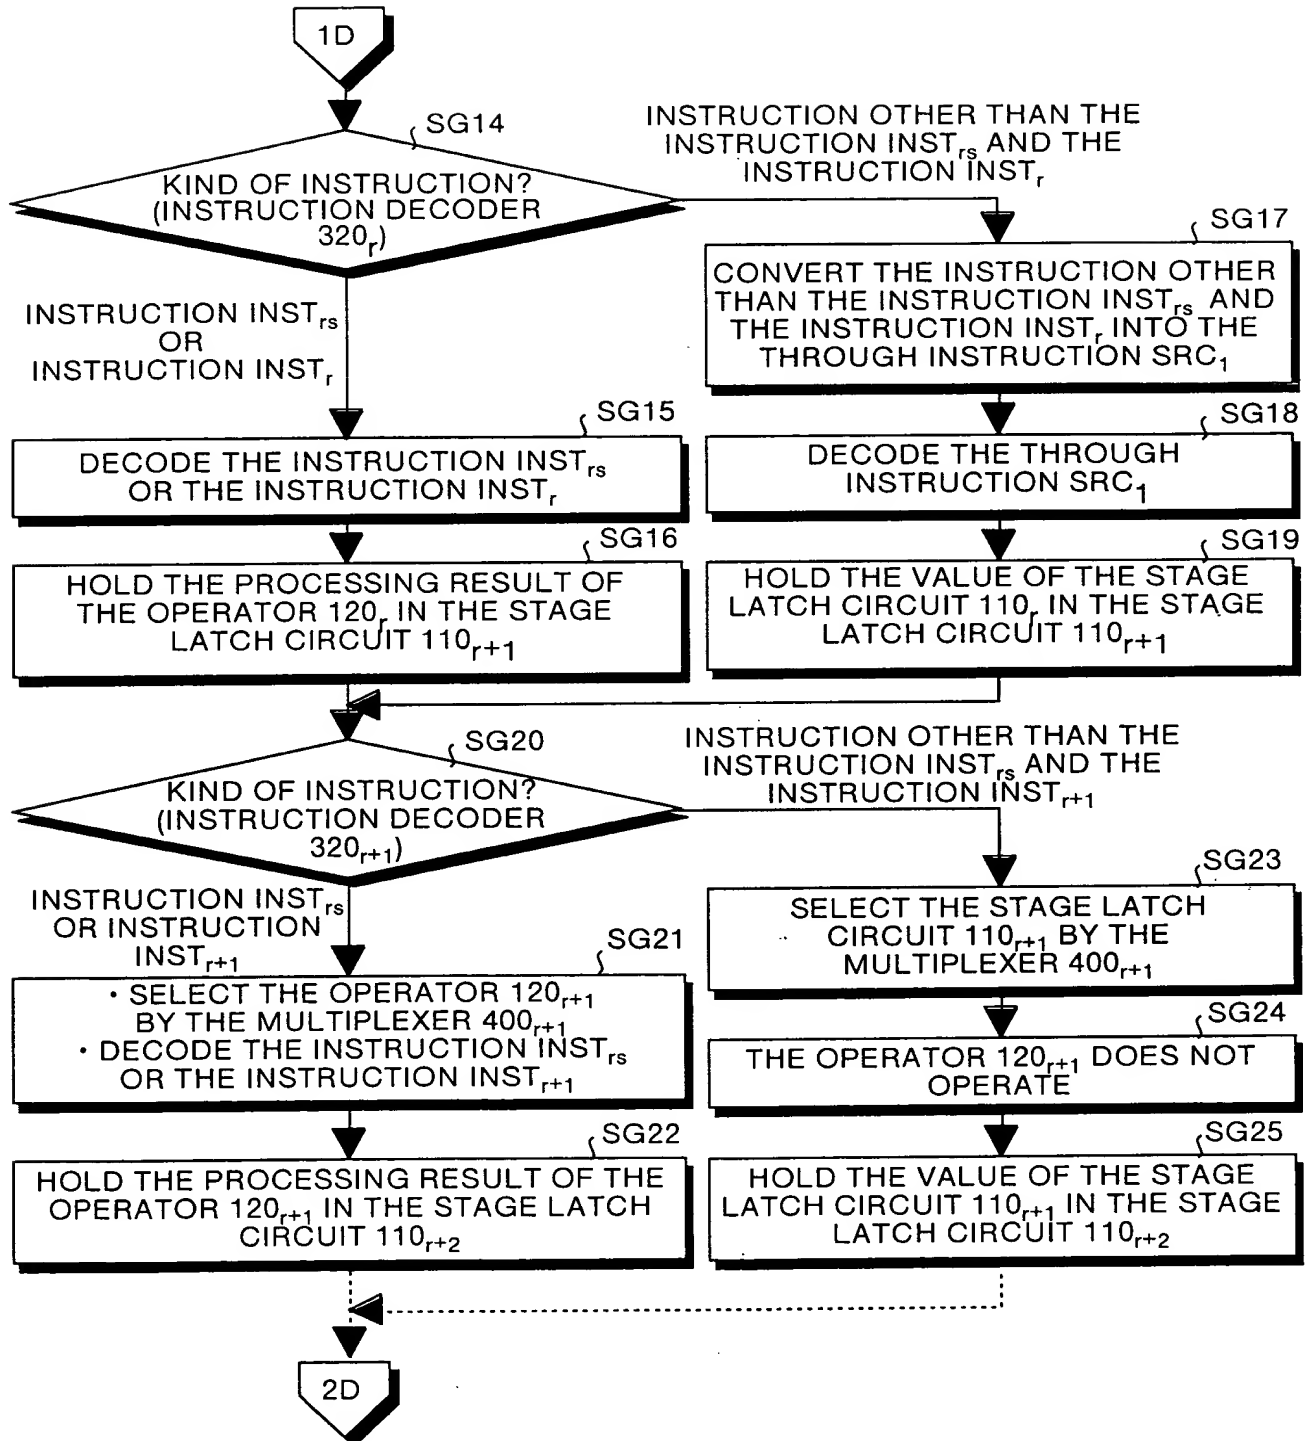 1D
SG14
KIND OF INSTRUCTION?
(INSTRUCTION DECODER
320r)
INSTRUCTION OTHER THAN THE
INSTRUCTION INSTrs AND THE
INSTRUCTION INSTr
INSTRUCTION INSTrs
OR
INSTRUCTION INSTr
SG17
CONVERT THE INSTRUCTION OTHER
THAN THE INSTRUCTION INSTrs AND
THE INSTRUCTION INSTr INTO THE
THROUGH INSTRUCTION SRC1
SG15
DECODE THE INSTRUCTION INSTrs
OR THE INSTRUCTION INSTr
SG18
DECODE THE THROUGH
INSTRUCTION SRC1
SG16
HOLD THE PROCESSING RESULT OF
THE OPERATOR 120r IN THE STAGE
LATCH CIRCUIT 110r+1
SG19
HOLD THE VALUE OF THE STAGE
LATCH CIRCUIT 110r IN THE STAGE
LATCH CIRCUIT 110r+1
SG20
KIND OF INSTRUCTION?
(INSTRUCTION DECODER
320r+1)
INSTRUCTION OTHER THAN THE
INSTRUCTION INSTrs AND THE
INSTRUCTION INSTr+1
INSTRUCTION INSTrs
OR INSTRUCTION
INSTr+1
SG21
· SELECT THE OPERATOR 120r+1
BY THE MULTIPLEXER 400r+1
· DECODE THE INSTRUCTION INSTrs
OR THE INSTRUCTION INSTr+1
SG23
SELECT THE STAGE LATCH
CIRCUIT 110r+1 BY THE
MULTIPLEXER 400r+1
SG24
THE OPERATOR 120r+1 DOES NOT
OPERATE
SG22
HOLD THE PROCESSING RESULT OF THE
OPERATOR 120r+1 IN THE STAGE LATCH
CIRCUIT 110r+2
SG25
HOLD THE VALUE OF THE STAGE
LATCH CIRCUIT 110r+1 IN THE STAGE
LATCH CIRCUIT 110r+2
2D